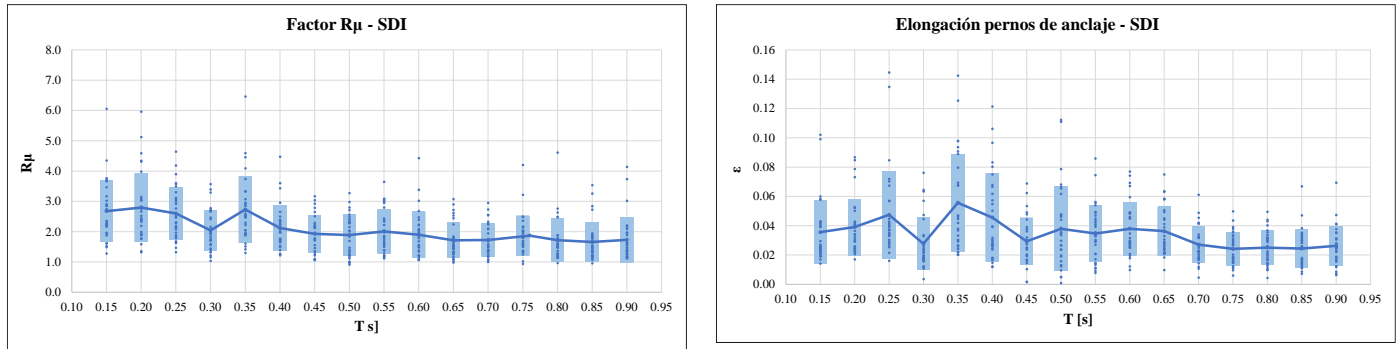 Factor Rμ - SDI
8.0
7.0
6.0
5.0
4.0
3.0
2.0
1.0
0.0
Rμ
0.10 0.15 0.20 0.25 0.30 0.35 0.40 0.45 0.50 0.55 0.60 0.65 0.70 0.75 0.80 0.85 0.90 0.95
T s]
Elongación pernos de anclaje - SDI
0.16
0.14
0.12
0.10
0.08
0.06
0.04
0.02
0.00
ε
0.10 0.15 0.20 0.25 0.30 0.35 0.40 0.45 0.50 0.55 0.60 0.65 0.70 0.75 0.80 0.85 0.90 0.95
T [s]